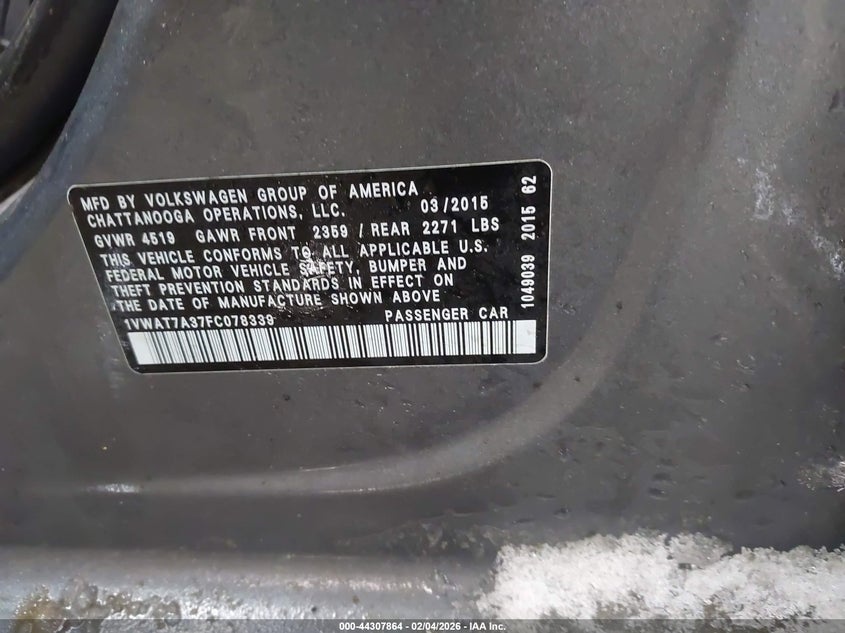 MFD BY VOLKSWAGEN GROUP OF AMERICA
CHATTANOOGA OPERATIONS, LLC. 03/2015
GVWR 4519 GAWR FRONT 2359 / REAR 2271 LBS
THIS VEHICLE CONFORMS TO ALL APPLICABLE U.S.
FEDERAL MOTOR VEHICLE SAFETY, BUMPER AND
THEFT PREVENTION STANDARDS IN EFFECT ON
THE DATE OF MANUFACTURE SHOWN ABOVE
1VWAT7A37FC078339 PASSENGER CAR
1049039 2015 62
000-44307864 - 02/04/2026 - IAA Inc.